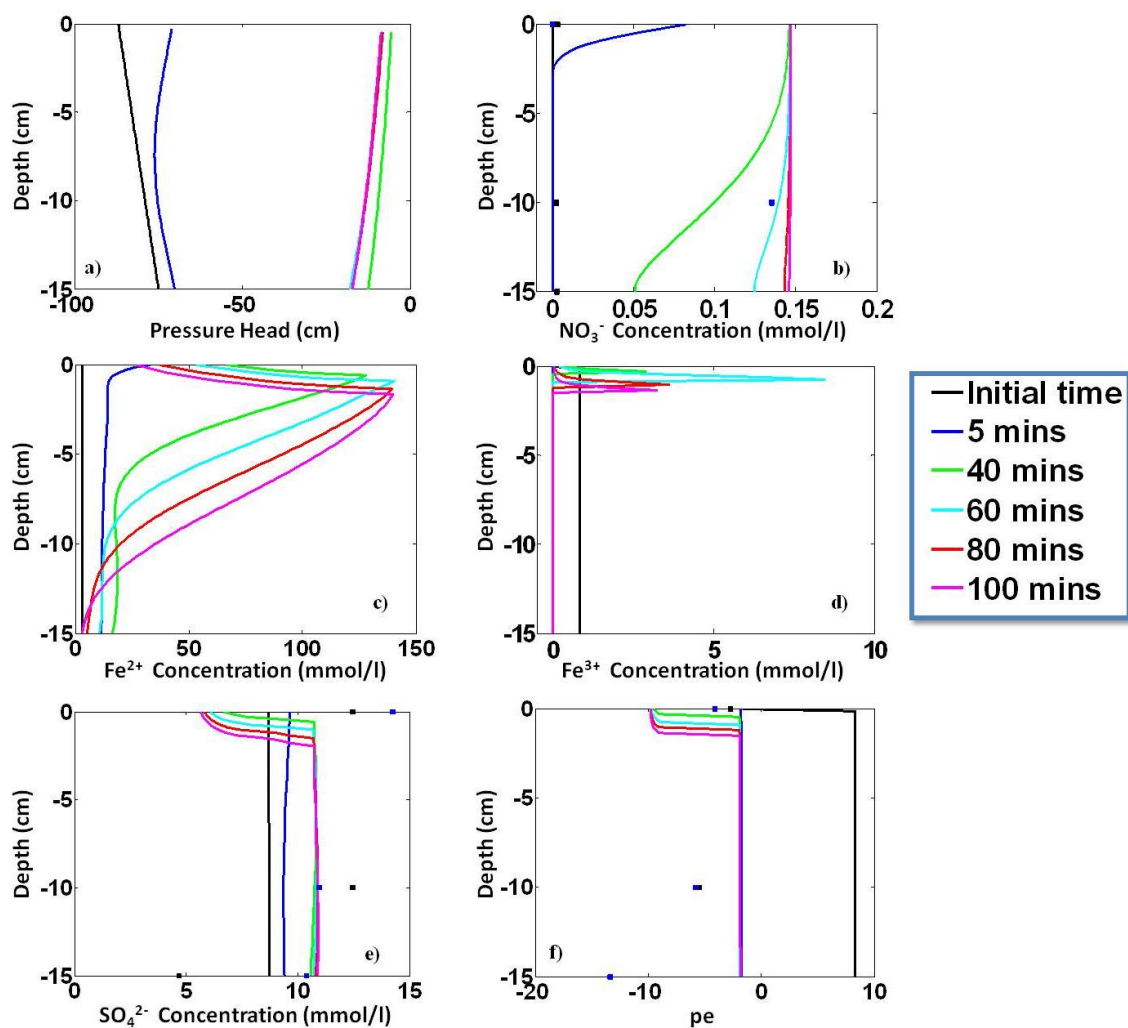 0
-5
-10
-15
Depth (cm)
a)
-100
-50
0
Pressure Head (cm)
0
-5
-10
-15
Depth (cm)
b)
0
0.05
0.1
0.15
0.2
NO₃⁻ Concentration (mmol/l)
0
-5
-10
-15
Depth (cm)
c)
0
50
100
150
Fe²⁺ Concentration (mmol/l)
0
-5
-10
-15
Depth (cm)
d)
0
5
10
Fe³⁺ Concentration (mmol/l)
Initial time
5 mins
40 mins
60 mins
80 mins
100 mins
0
-5
-10
-15
Depth (cm)
e)
0
5
10
15
SO₄²⁻ Concentration (mmol/l)
0
-5
-10
-15
Depth (cm)
f)
-20
-10
0
10
pe